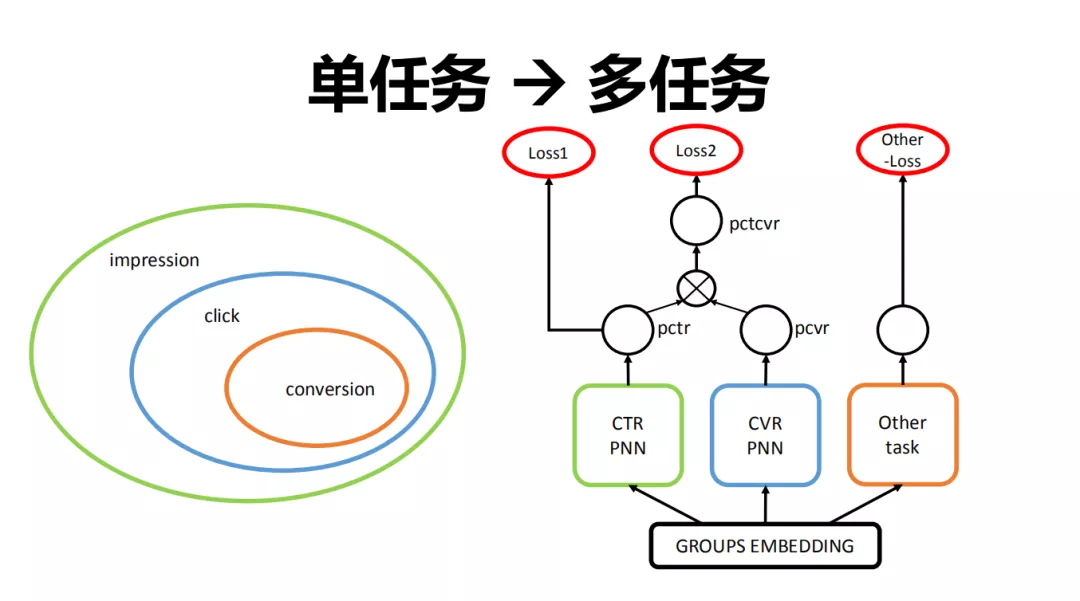 单任务 → 多任务
impression
click
conversion
Loss1
Loss2
Other
-Loss
pctcvr
pctr
pcvr
CTR
PNN
CVR
PNN
Other
task
GROUPS EMBEDDING